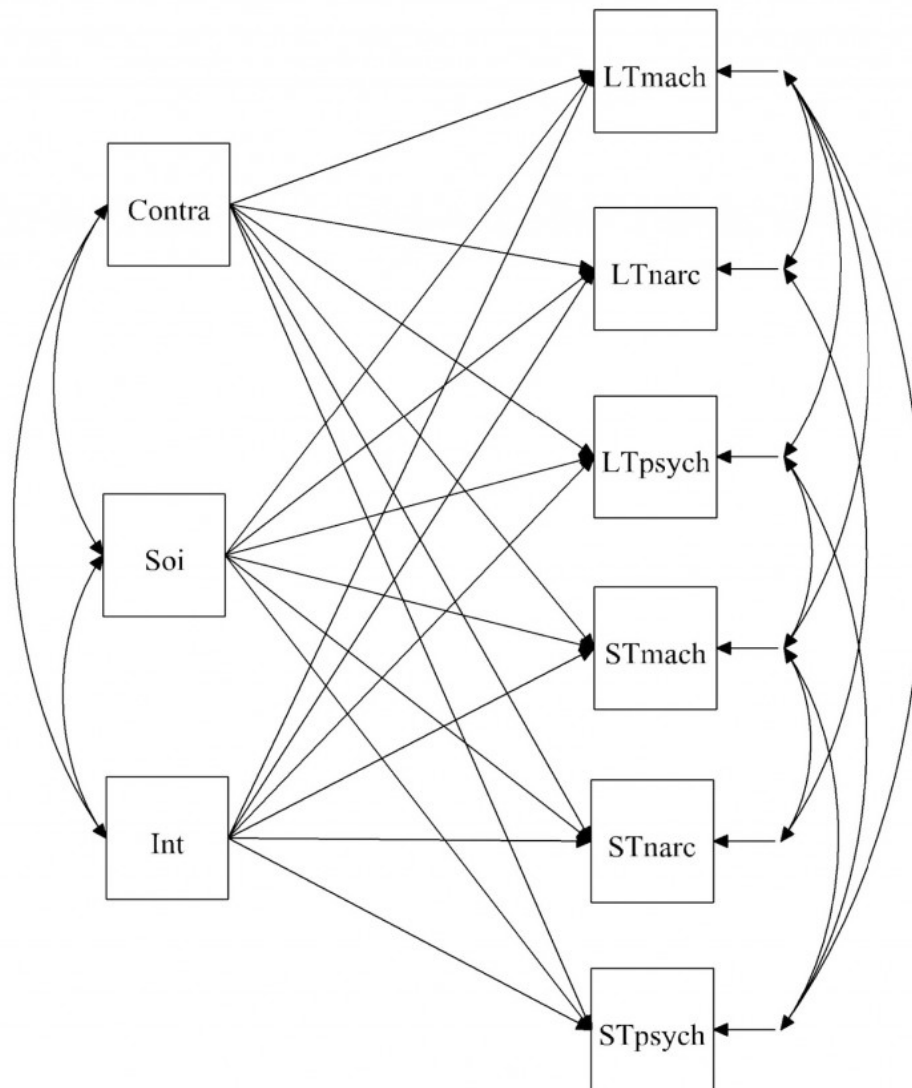 LTmach
Contra
LTnarc
LTpsych
Soi
STmach
Int
STnarc
STpsych